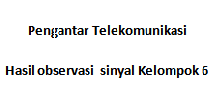 Pengantar Telekomunikasi
Hasil observasi sinyal Kelompok 6